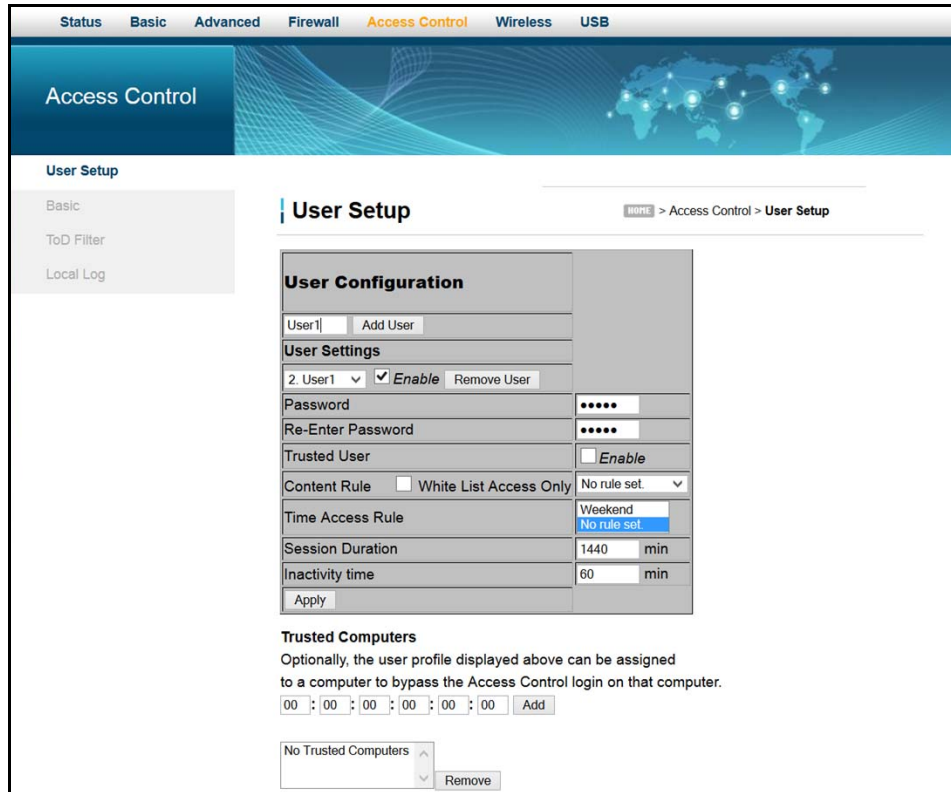 Status Basic Advanced Firewall Access Control Wireless USB
Access Control
User Setup
Basic
ToD Filter
Local Log
User Setup
HOME > Access Control > User Setup
User Configuration
User1 Add User
User Settings
2. User1 Enable Remove User
Password •••••
Re-Enter Password •••••
Trusted User Enable
Content Rule White List Access Only No rule set.
Time Access Rule Weekend
No rule set.
Session Duration 1440 min
Inactivity time 60 min
Apply
Trusted Computers
Optionally, the user profile displayed above can be assigned
to a computer to bypass the Access Control login on that computer.
00 : 00 : 00 : 00 : 00 : 00 Add
No Trusted Computers
Remove